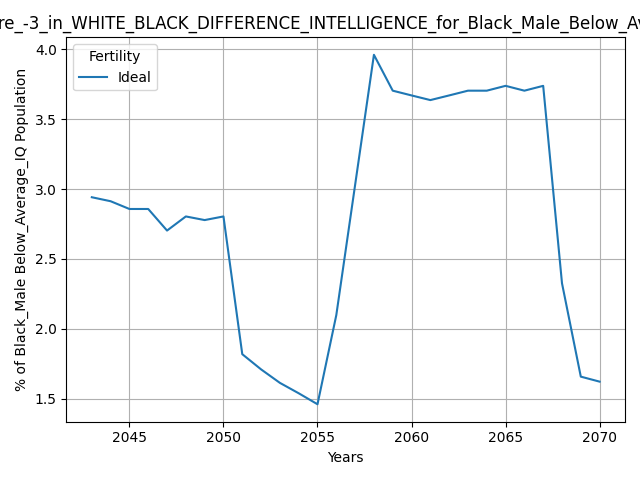 re_-3_in_WHITE_BLACK_DIFFERENCE_INTELLIGENCE_for_Black_Male_Below_Av
4.0
3.5
3.0
2.5
2.0
1.5
% of Black_Male Below_Average_IQ Population
Fertility
Ideal
2045
2050
2055
2060
2065
2070
Years